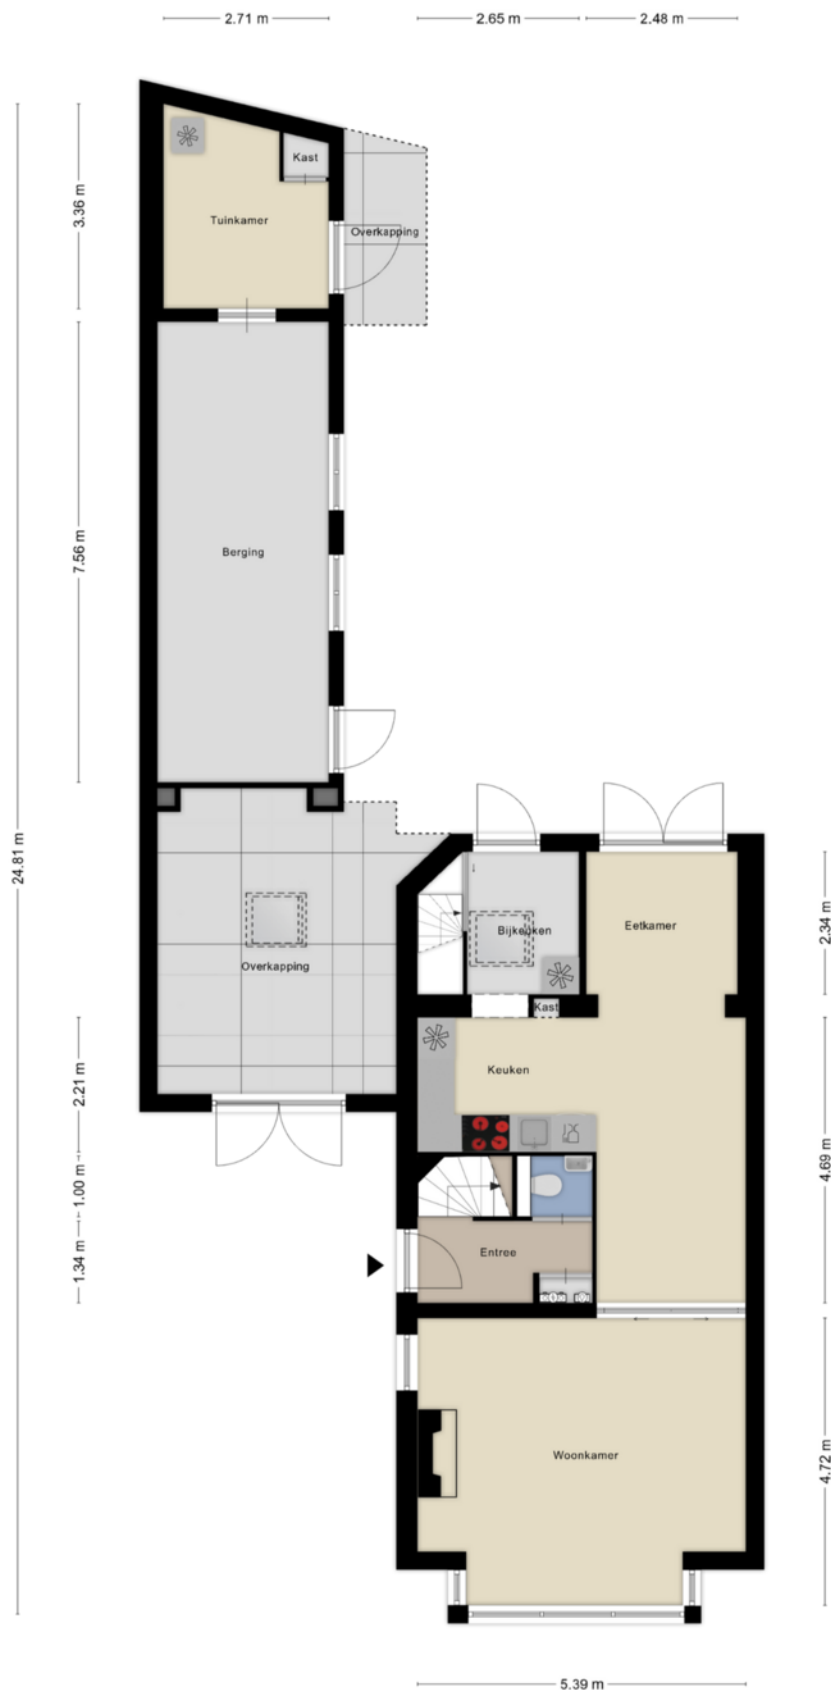 2.71 m
2.65 m
2.48 m
Kast
3.36 m
Tuinkamer
Overkapping
7.56 m
Berging
24.81 m
Eetkamer
Bijkeuken
2.34 m
Overkapping
Kast
Keuken
2.21 m
4.69 m
1.00 m
Entree
1.34 m
Woonkamer
4.72 m
5.39 m